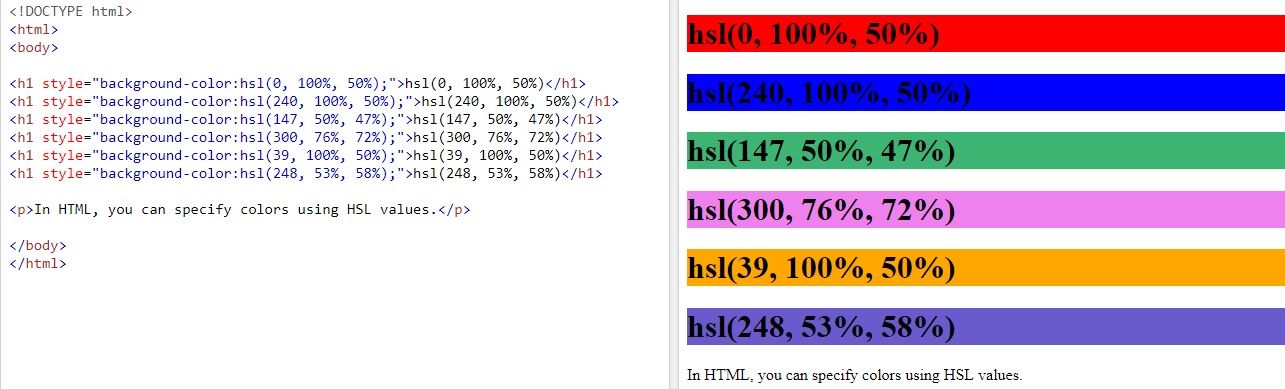 <!DOCTYPE html>
<html>
<body>
<h1 style="background-color:hsl(0, 100%, 50%);">hsl(0, 100%, 50%)</h1>
<h1 style="background-color:hsl(240, 100%, 50%);">hsl(240, 100%, 50%)</h1>
<h1 style="background-color:hsl(147, 50%, 47%);">hsl(147, 50%, 47%)</h1>
<h1 style="background-color:hsl(300, 76%, 72%);">hsl(300, 76%, 72%)</h1>
<h1 style="background-color:hsl(39, 100%, 50%);">hsl(39, 100%, 50%)</h1>
<h1 style="background-color:hsl(248, 53%, 58%);">hsl(248, 53%, 58%)</h1>
<p>In HTML, you can specify colors using HSL values.</p>
</body>
</html>
hsl(0, 100%, 50%)
hsl(240, 100%, 50%)
hsl(147, 50%, 47%)
hsl(300, 76%, 72%)
hsl(39, 100%, 50%)
hsl(248, 53%, 58%)
In HTML, you can specify colors using HSL values.